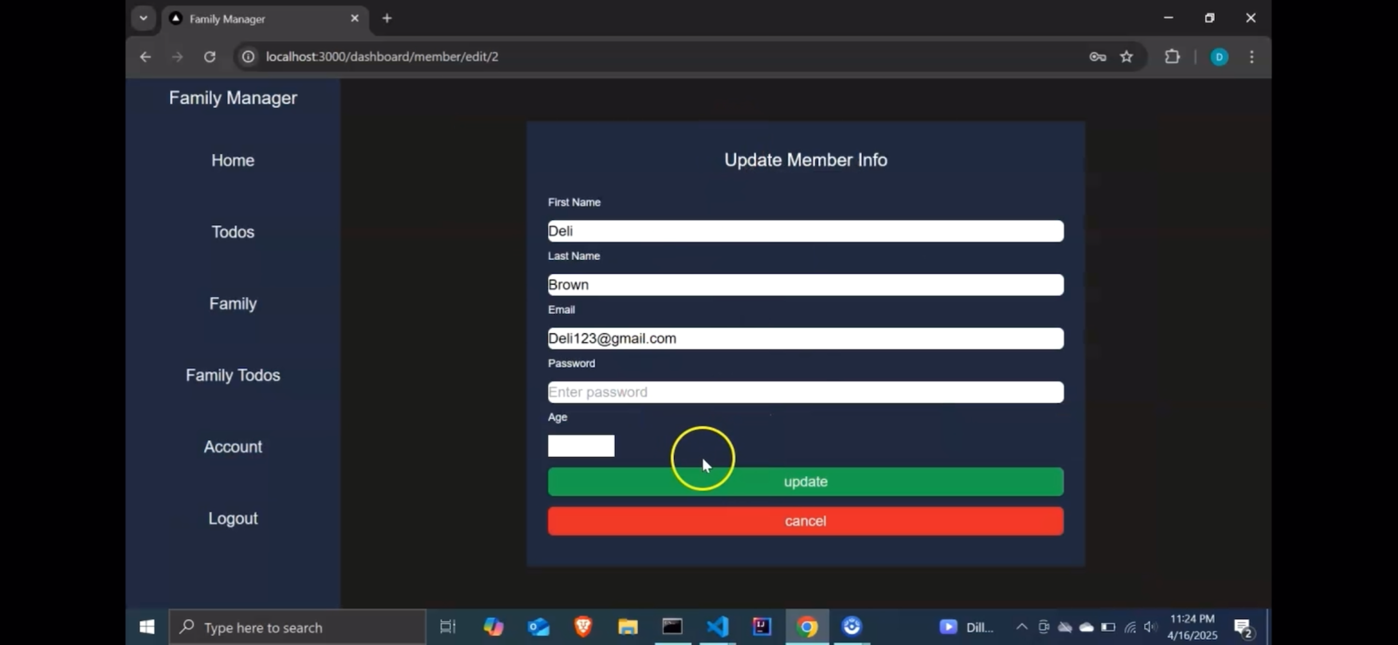 Family Manager
localhost:3000/dashboard/member/edit/2
D
Family Manager
Home
Todos
Family
Family Todos
Account
Logout
Update Member Info
First Name
Deli
Last Name
Brown
Email
Deli123@gmail.com
Password
Enter password
Age
update
cancel
Type here to search
Dill...
11:24 PM
4/16/2025
2